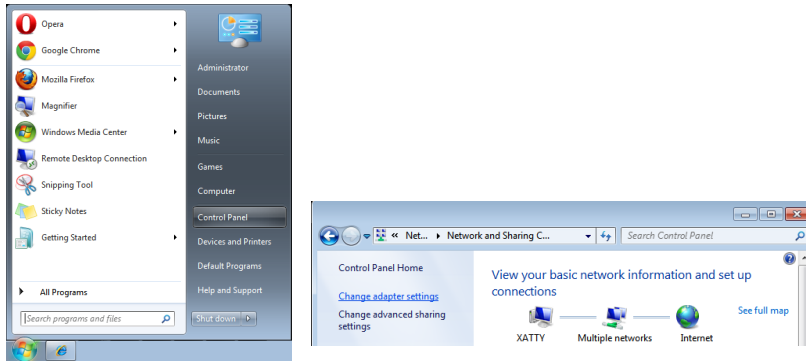 Opera
Google Chrome
Mozilla Firefox
Magnifier
Windows Media Center
Remote Desktop Connection
Snipping Tool
Sticky Notes
Getting Started
All Programs
Search programs and files
Administrator
Documents
Pictures
Music
Games
Computer
Control Panel
Devices and Printers
Default Programs
Help and Support
Shut down
« Net... Network and Sharing C...
Search Control Panel
Control Panel Home
Change adapter settings
Change advanced sharing
settings
View your basic network information and set up
connections
See full map
XATTY Multiple networks Internet